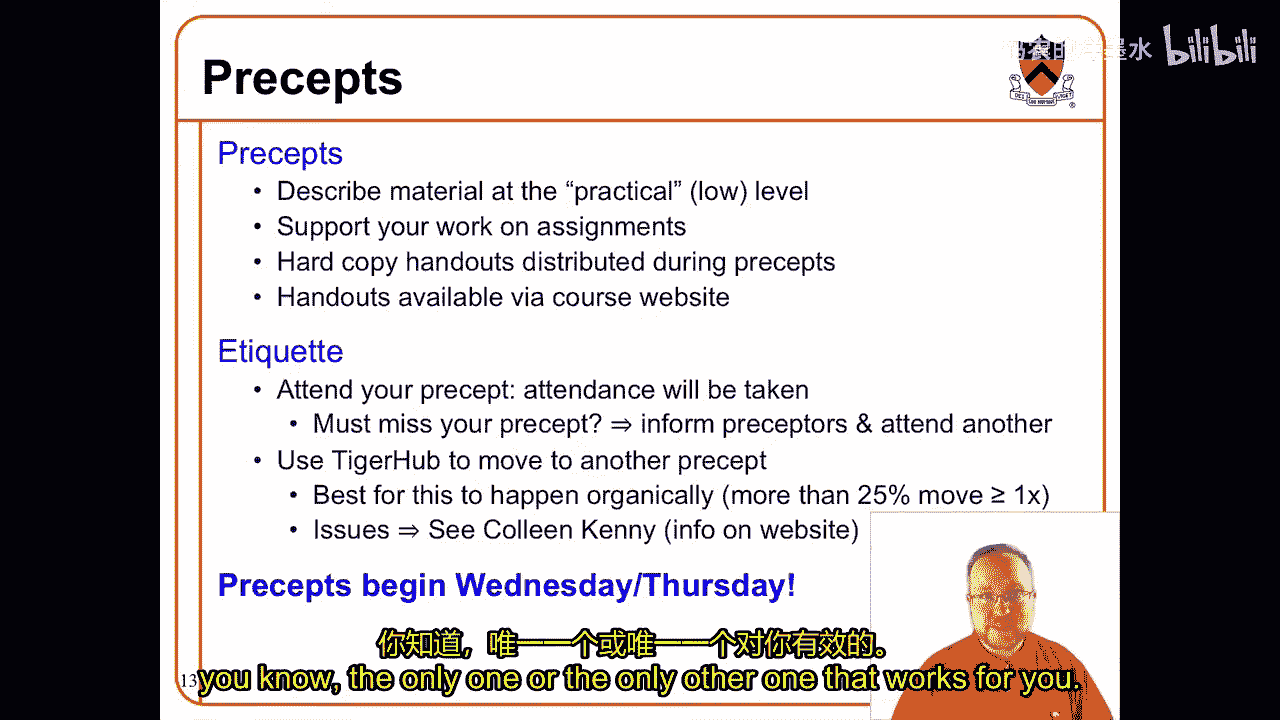 Precepts
bilibili
Precepts
• Describe material at the “practical” (low) level
• Support your work on assignments
• Hard copy handouts distributed during precepts
• Handouts available via course website
Etiquette
• Attend your precept: attendance will be taken
• Must miss your precept? ⇒ inform preceptors & attend another
• Use TigerHub to move to another precept
• Best for this to happen organically (more than 25% move ≥ 1x)
• Issues ⇒ See Colleen Kenny (info on website)
Precepts begin Wednesday/Thursday!
你知道，唯一一个或唯一一个对你有效的。
13
you know, the only one or the only other one that works for you.